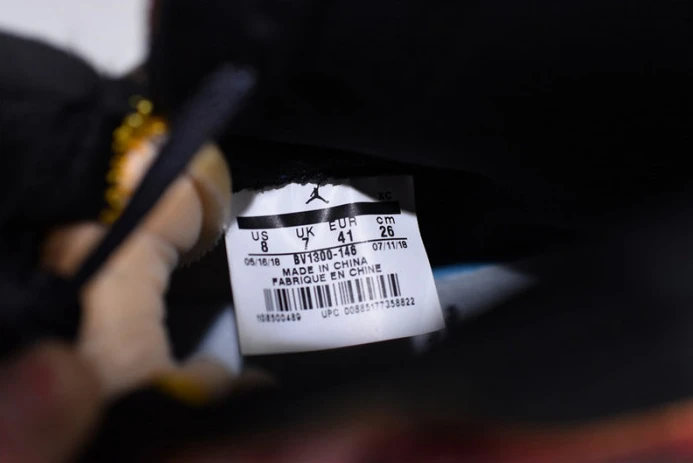 XC
US UK EUR cm
8 7 41 26
05/16/18 07/11/18
BV1300-146
MADE IN CHINA
FABRIQUE EN CHINE
108500489 UPC 00885177358822